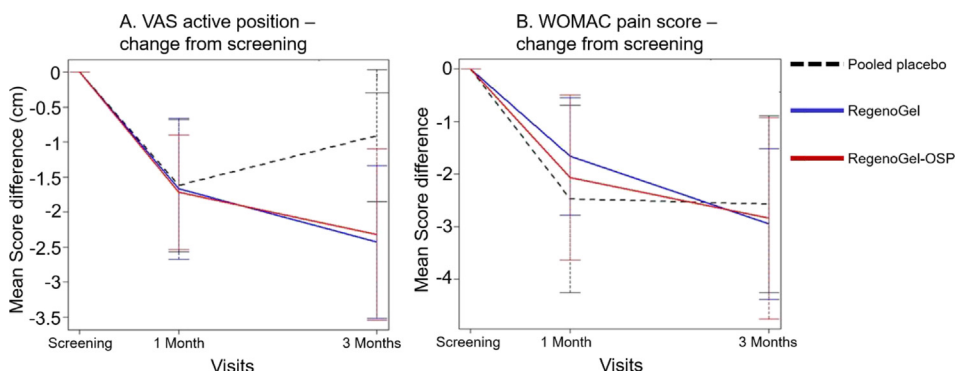 A. VAS active position –
change from screening
Mean Score difference (cm)
0
-0.5
-1
-1.5
-2
-2.5
-3
-3.5
Screening
1 Month
3 Months
Visits
B. WOMAC pain score –
change from screening
Mean Score difference
0
-1
-2
-3
-4
Screening
1 Month
3 Months
Visits
Pooled placebo
RegenoGel
RegenoGel-OSP